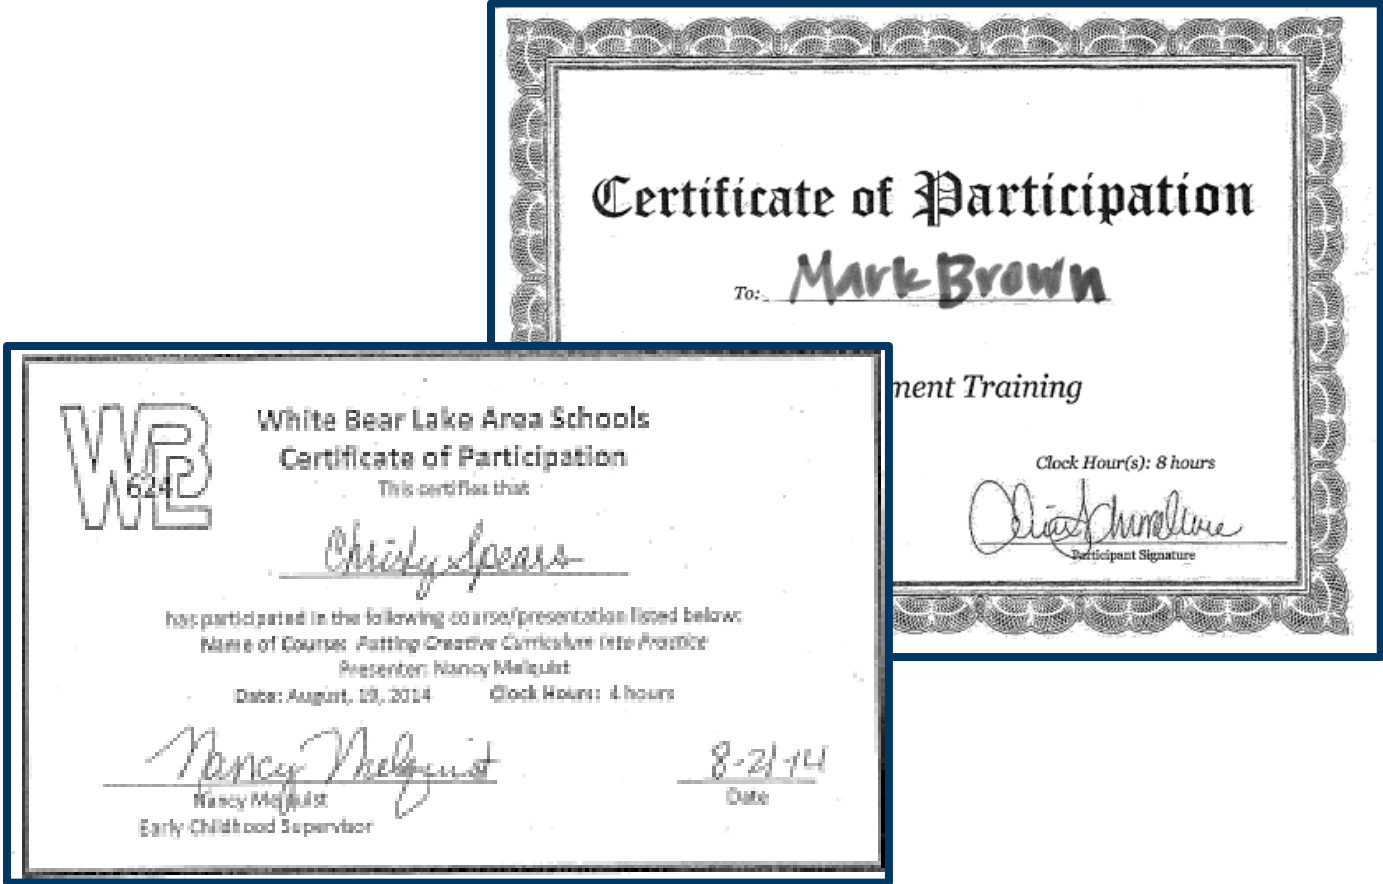 Certificate of Participation
To: Mark Brown
ment Training
Clock Hour(s): 8 hours
Participant Signature
WBL
624
White Bear Lake Area Schools
Certificate of Participation
This certifies that
Christy Spears
has participated in the following course/presentation listed below:
Name of Course: Putting Creative Curriculum Into Practice
Presenter: Nancy Melquist
Date: August, 19, 2014 Clock Hours: 4 hours
Nancy Melquist 8-21-14
Nancy Melquist Date
Early Childhood Supervisor